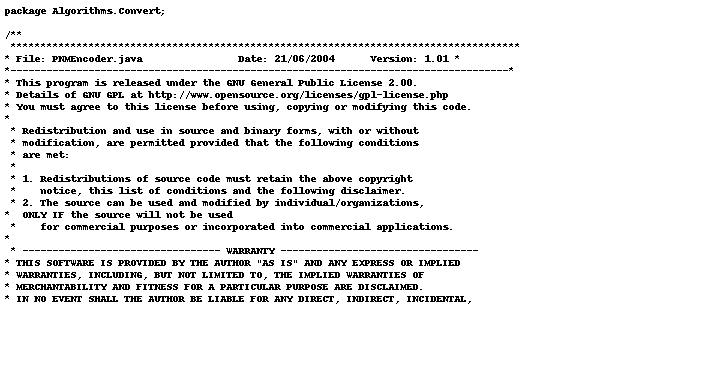 package Algorithms.Convert;

/**
 *************************************************************************************
* File: PNMEncoder.java                Date: 21/06/2004      Version: 1.01 *
*-----------------------------------------------------------------------------------*
* This program is released under the GNU General Public License 2.00.
* Details of GNU GPL at http://www.opensource.org/licenses/gpl-license.php
* You must agree to this license before using, copying or modifying this code.
*
 * Redistribution and use in source and binary forms, with or without
 * modification, are permitted provided that the following conditions
 * are met:
 *
 * 1. Redistributions of source code must retain the above copyright
 *    notice, this list of conditions and the following disclaimer.
 * 2. The source can be used and modified by individual/organizations,
*  ONLY IF the source will not be used
 *    for commercial purposes or incorporated into commercial applications.
*
 * --------------------------------- WARRANTY ---------------------------------
* THIS SOFTWARE IS PROVIDED BY THE AUTHOR "AS IS" AND ANY EXPRESS OR IMPLIED
* WARRANTIES, INCLUDING, BUT NOT LIMITED TO, THE IMPLIED WARRANTIES OF
* MERCHANTABILITY AND FITNESS FOR A PARTICULAR PURPOSE ARE DISCLAIMED.
* IN NO EVENT SHALL THE AUTHOR BE LIABLE FOR ANY DIRECT, INDIRECT, INCIDENTAL,